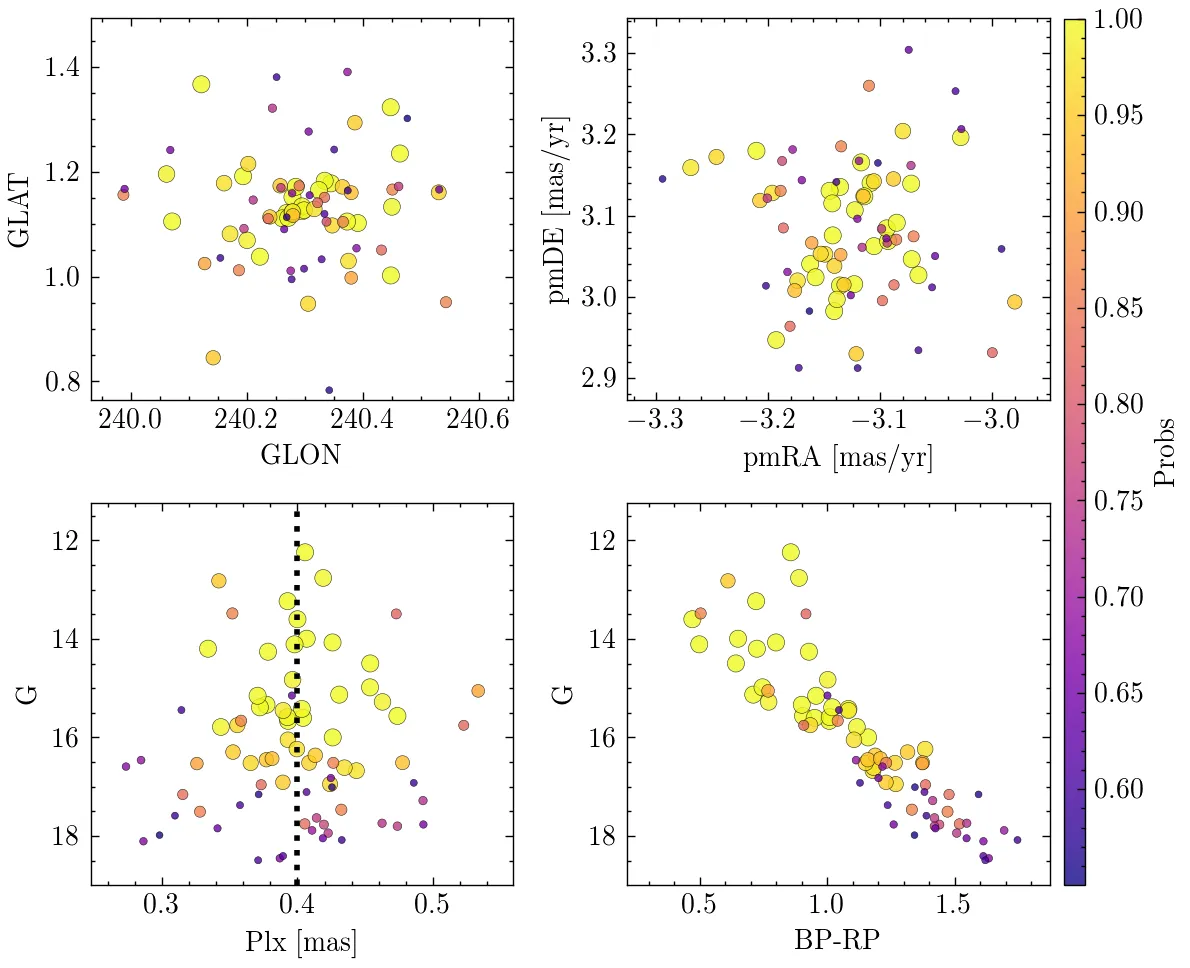 1.4
1.2
1.0
0.8
GLAT
240.0 240.2 240.4 240.6
GLON
3.3
3.2
3.1
3.0
2.9
pmDE [mas/yr]
−3.3 −3.2 −3.1 −3.0
pmRA [mas/yr]
12
14
16
18
G
0.3 0.4 0.5
Plx [mas]
12
14
16
18
G
0.5 1.0 1.5
BP-RP
1.00
0.95
0.90
0.85
0.80
0.75
0.70
0.65
0.60
Probs